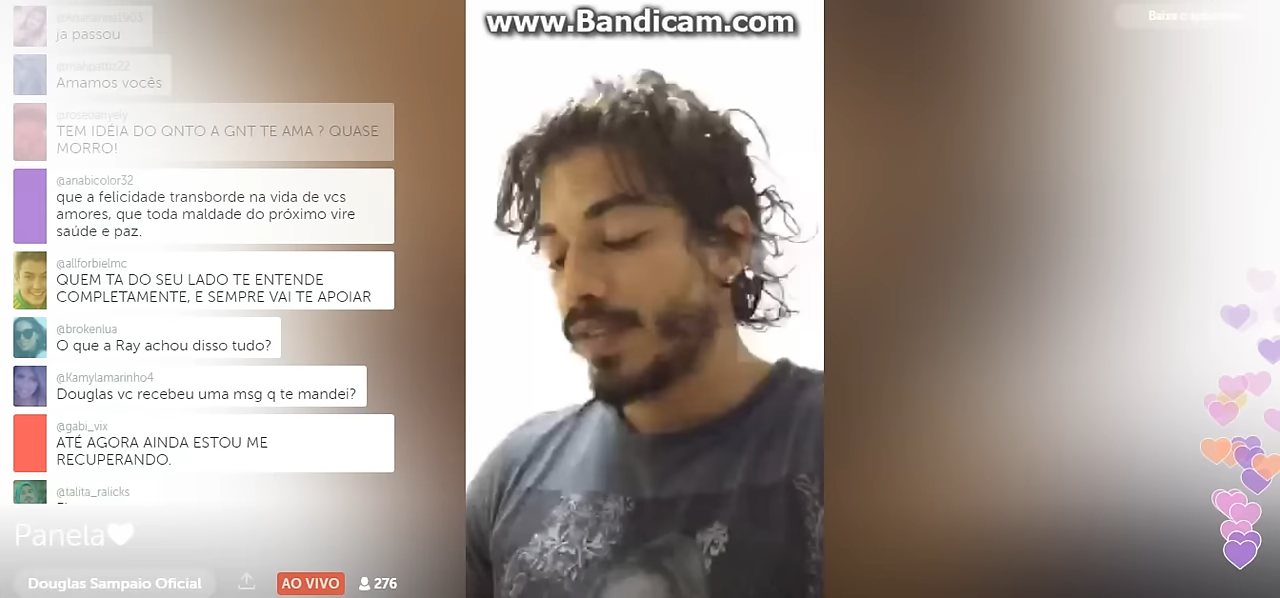 www.Bandicam.com
ja passou
Amamos vocês
@rosedanyely
TEM IDÉIA DO QNTO A GNT TE AMA ? QUASE
MORRO!
@anabicolor32
que a felicidade transborde na vida de vcs
amores, que toda maldade do próximo vire
saúde e paz.
@allforbielmc
QUEM TA DO SEU LADO TE ENTENDE
COMPLETAMENTE, E SEMPRE VAI TE APOIAR
@brokenlua
O que a Ray achou disso tudo?
@Kamylamarinho4
Douglas vc recebeu uma msg q te mandei?
@gabi_vix
ATÉ AGORA AINDA ESTOU ME
RECUPERANDO.
@talita_ralicks
Panela
Douglas Sampaio Oficial
AO VIVO
276